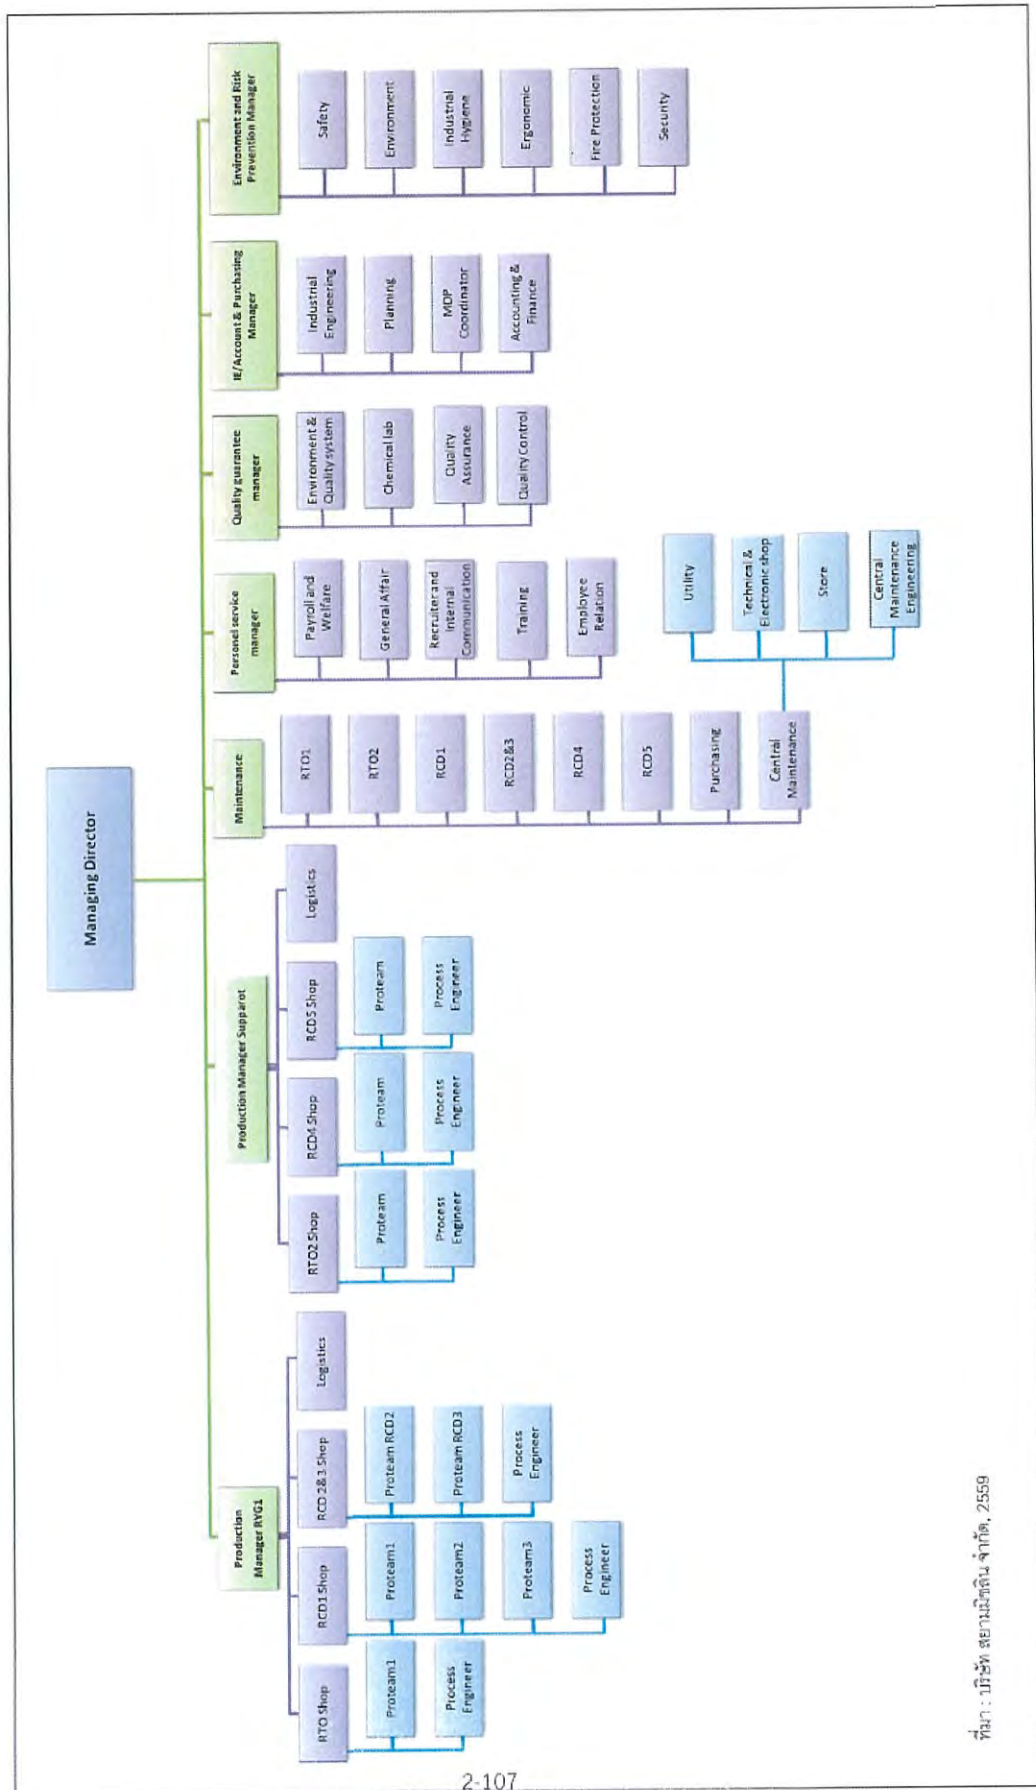 Managing Director
Production
Manager RYG1
RTO Shop
Proteam1
Process
Engineer
RCD1 Shop
Proteam1
Proteam2
Proteam3
Process
Engineer
RCD 2&3 Shop
Proteam RCD2
Proteam RCD3
Process
Engineer
Logistics
Production Manager Supparot
RTO2 Shop
Proteam
Process
Engineer
RCD4 Shop
Proteam
Process
Engineer
RCD5 Shop
Proteam
Process
Engineer
Logistics
Maintenance
RTO1
RTO2
RCD1
RCD2&3
RCD4
RCD5
Purchasing
Central
Maintenance
Utility
Technical &
Electronic shop
Store
Central
Maintenance
Engineering
Personel service
manager
Payroll and
Welfare
General Affair
Recruiter and
Internal
Communication
Training
Employee
Relation
Quality guarantee
manager
Environment &
Quality system
Chemical lab
Quality
Assurance
Quality Control
IE/Account & Purchasing
Manager
Industrial
Engineering
Planning
MDP
Coordinator
Accounting &
Finance
Environment and Risk
Prevention Manager
Safety
Environment
Industrial
Hygiene
Ergonomic
Fire Protection
Security
ที่มา : บริษัท สยามมิชลิน จำกัด, 2559
2-107